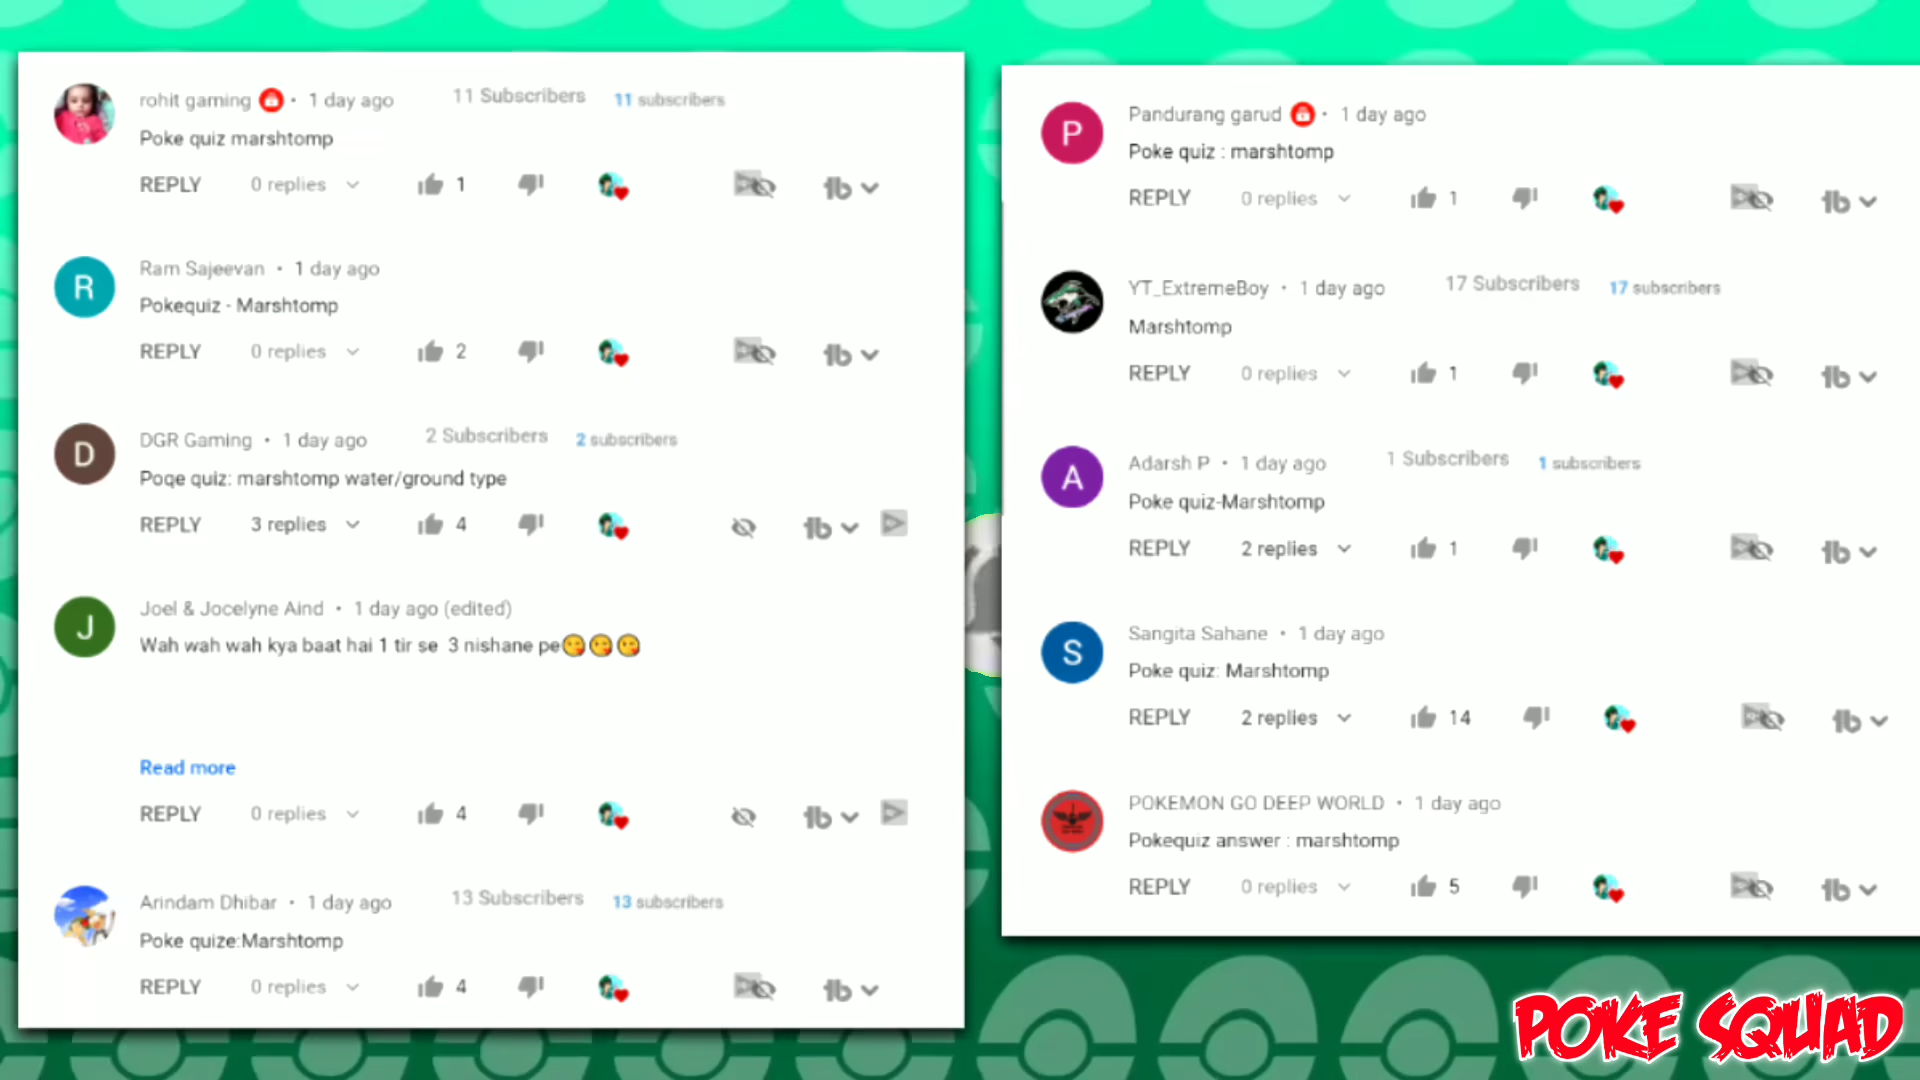 rohit gaming • 1 day ago 11 Subscribers 11 subscribers
Poke quiz marshtomp
REPLY 0 replies 1
R
Ram Sajeevan • 1 day ago
Pokequiz - Marshtomp
REPLY 0 replies 2
D
DGR Gaming • 1 day ago 2 Subscribers 2 subscribers
Poqe quiz: marshtomp water/ground type
REPLY 3 replies 4
J
Joel & Jocelyne Aind • 1 day ago (edited)
Wah wah wah kya baat hai 1 tir se 3 nishane pe😋😋😋
Read more
REPLY 0 replies 4
Arindam Dhibar • 1 day ago 13 Subscribers 13 subscribers
Poke quize:Marshtomp
REPLY 0 replies 4
P
Pandurang garud • 1 day ago
Poke quiz : marshtomp
REPLY 0 replies 1
YT_ExtremeBoy • 1 day ago 17 Subscribers 17 subscribers
Marshtomp
REPLY 0 replies 1
A
Adarsh P • 1 day ago 1 Subscribers 1 subscribers
Poke quiz-Marshtomp
REPLY 2 replies 1
S
Sangita Sahane • 1 day ago
Poke quiz: Marshtomp
REPLY 2 replies 14
POKEMON GO DEEP WORLD • 1 day ago
Pokequiz answer : marshtomp
REPLY 0 replies 5
POKE SQUAD